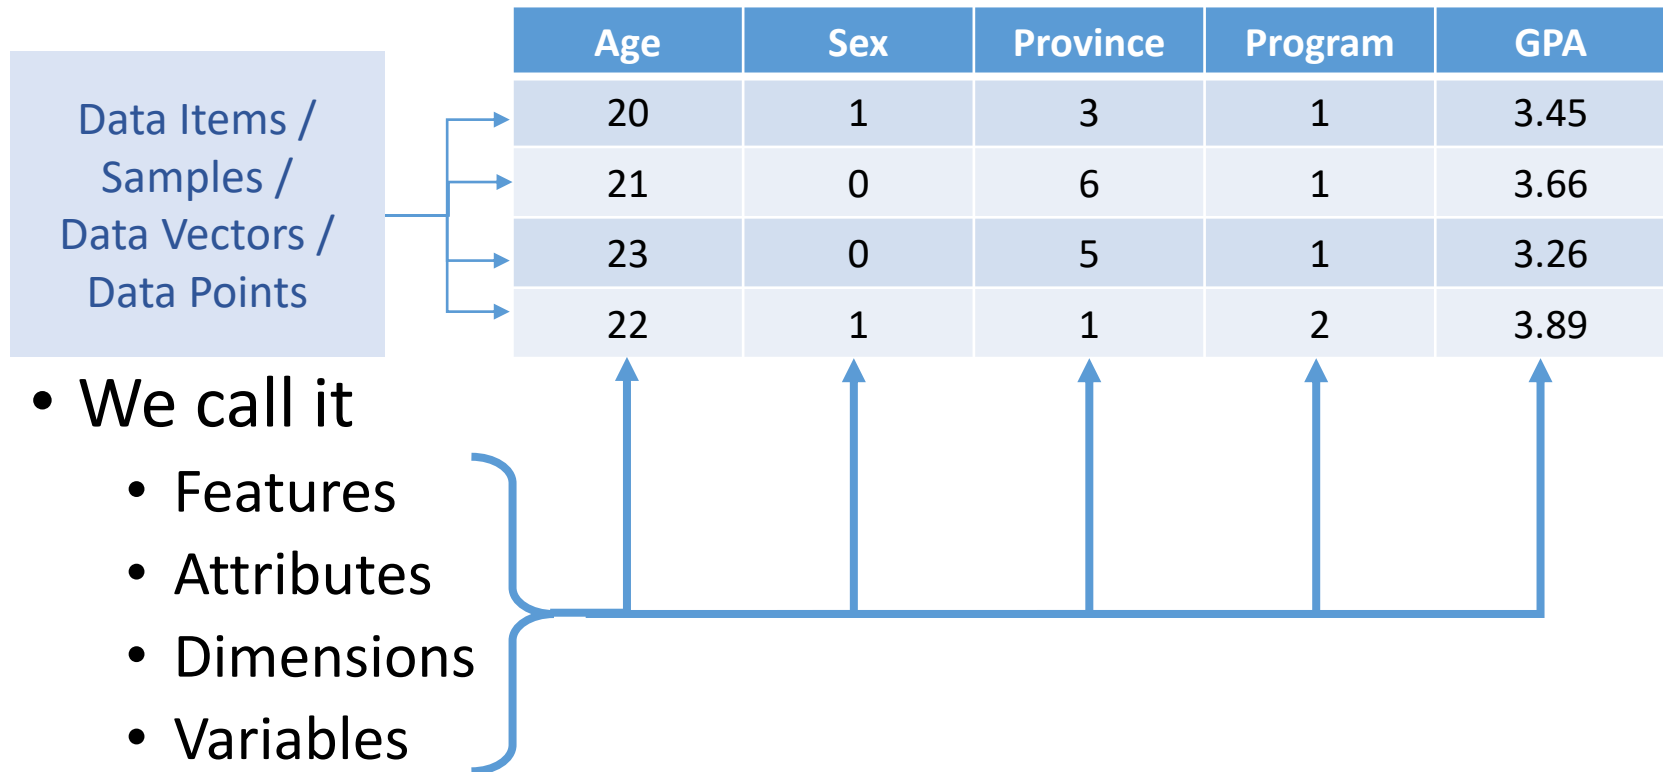 Data Items /
Samples /
Data Vectors /
Data Points
Age Sex Province Program GPA
20 1 3 1 3.45
21 0 6 1 3.66
23 0 5 1 3.26
22 1 1 2 3.89
• We call it
• Features
• Attributes
• Dimensions
• Variables